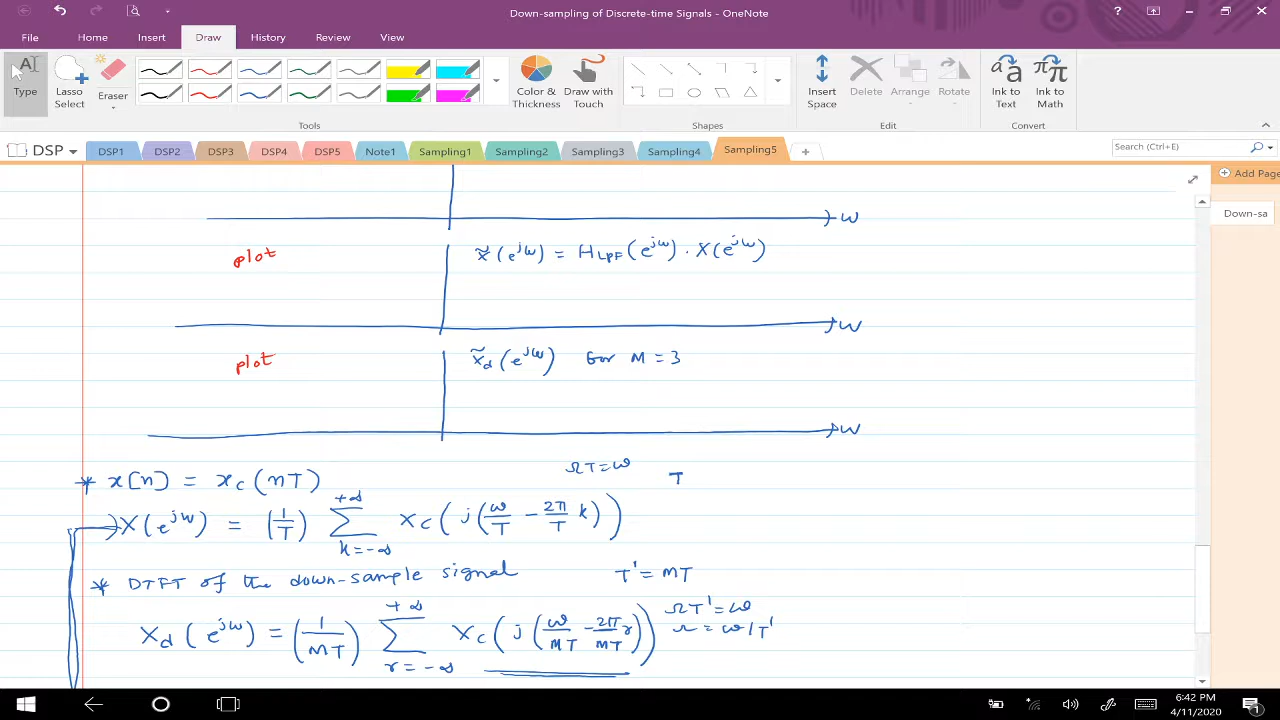 Down-sampling of Discrete-time Signals - OneNote
File Home Insert Draw History Review View
Type Lasso Select Eraser Color & Thickness Draw with Touch Insert Space Delete Arrange Rotate Ink to Text Ink to Math
Tools Shapes Edit Convert
DSP DSP1 DSP2 DSP3 DSP4 DSP5 Note1 Sampling1 Sampling2 Sampling3 Sampling4 Sampling5 Search (Ctrl+E)
Add Page
Down-sa
ω
plot x̃(e^jω) = H_LPF(e^jω) · X(e^jω)
ω
plot x̃_d(e^jω) for M = 3
ω
ΩT = ω
* x[n] = x_c(nT) T
X(e^jω) = (1/T) ∑_{k=-∞}^{+∞} X_c(j(ω/T - 2π/T k))
* DTFT of the down-sample signal T' = MT
X_d(e^jω) = (1/MT) ∑_{r=-∞}^{+∞} X_c(j(ω/MT - 2π/MT r)) ΩT' = ω
Ω = ω/T'
6:42 PM
4/11/2020